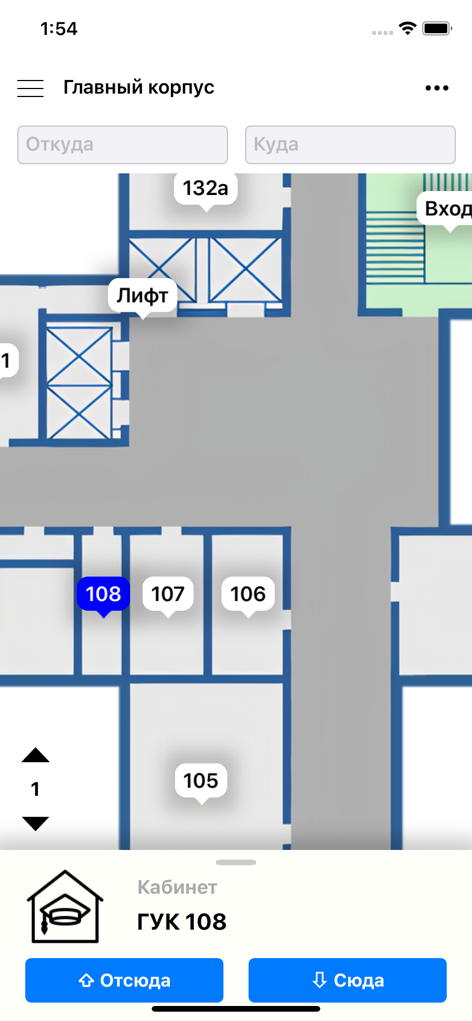 1:54
Главный корпус
Откуда
Куда
132а
Вход
Лифт
1
108
107
106
105
1
Кабинет
ГУК 108
Отсюда
Сюда